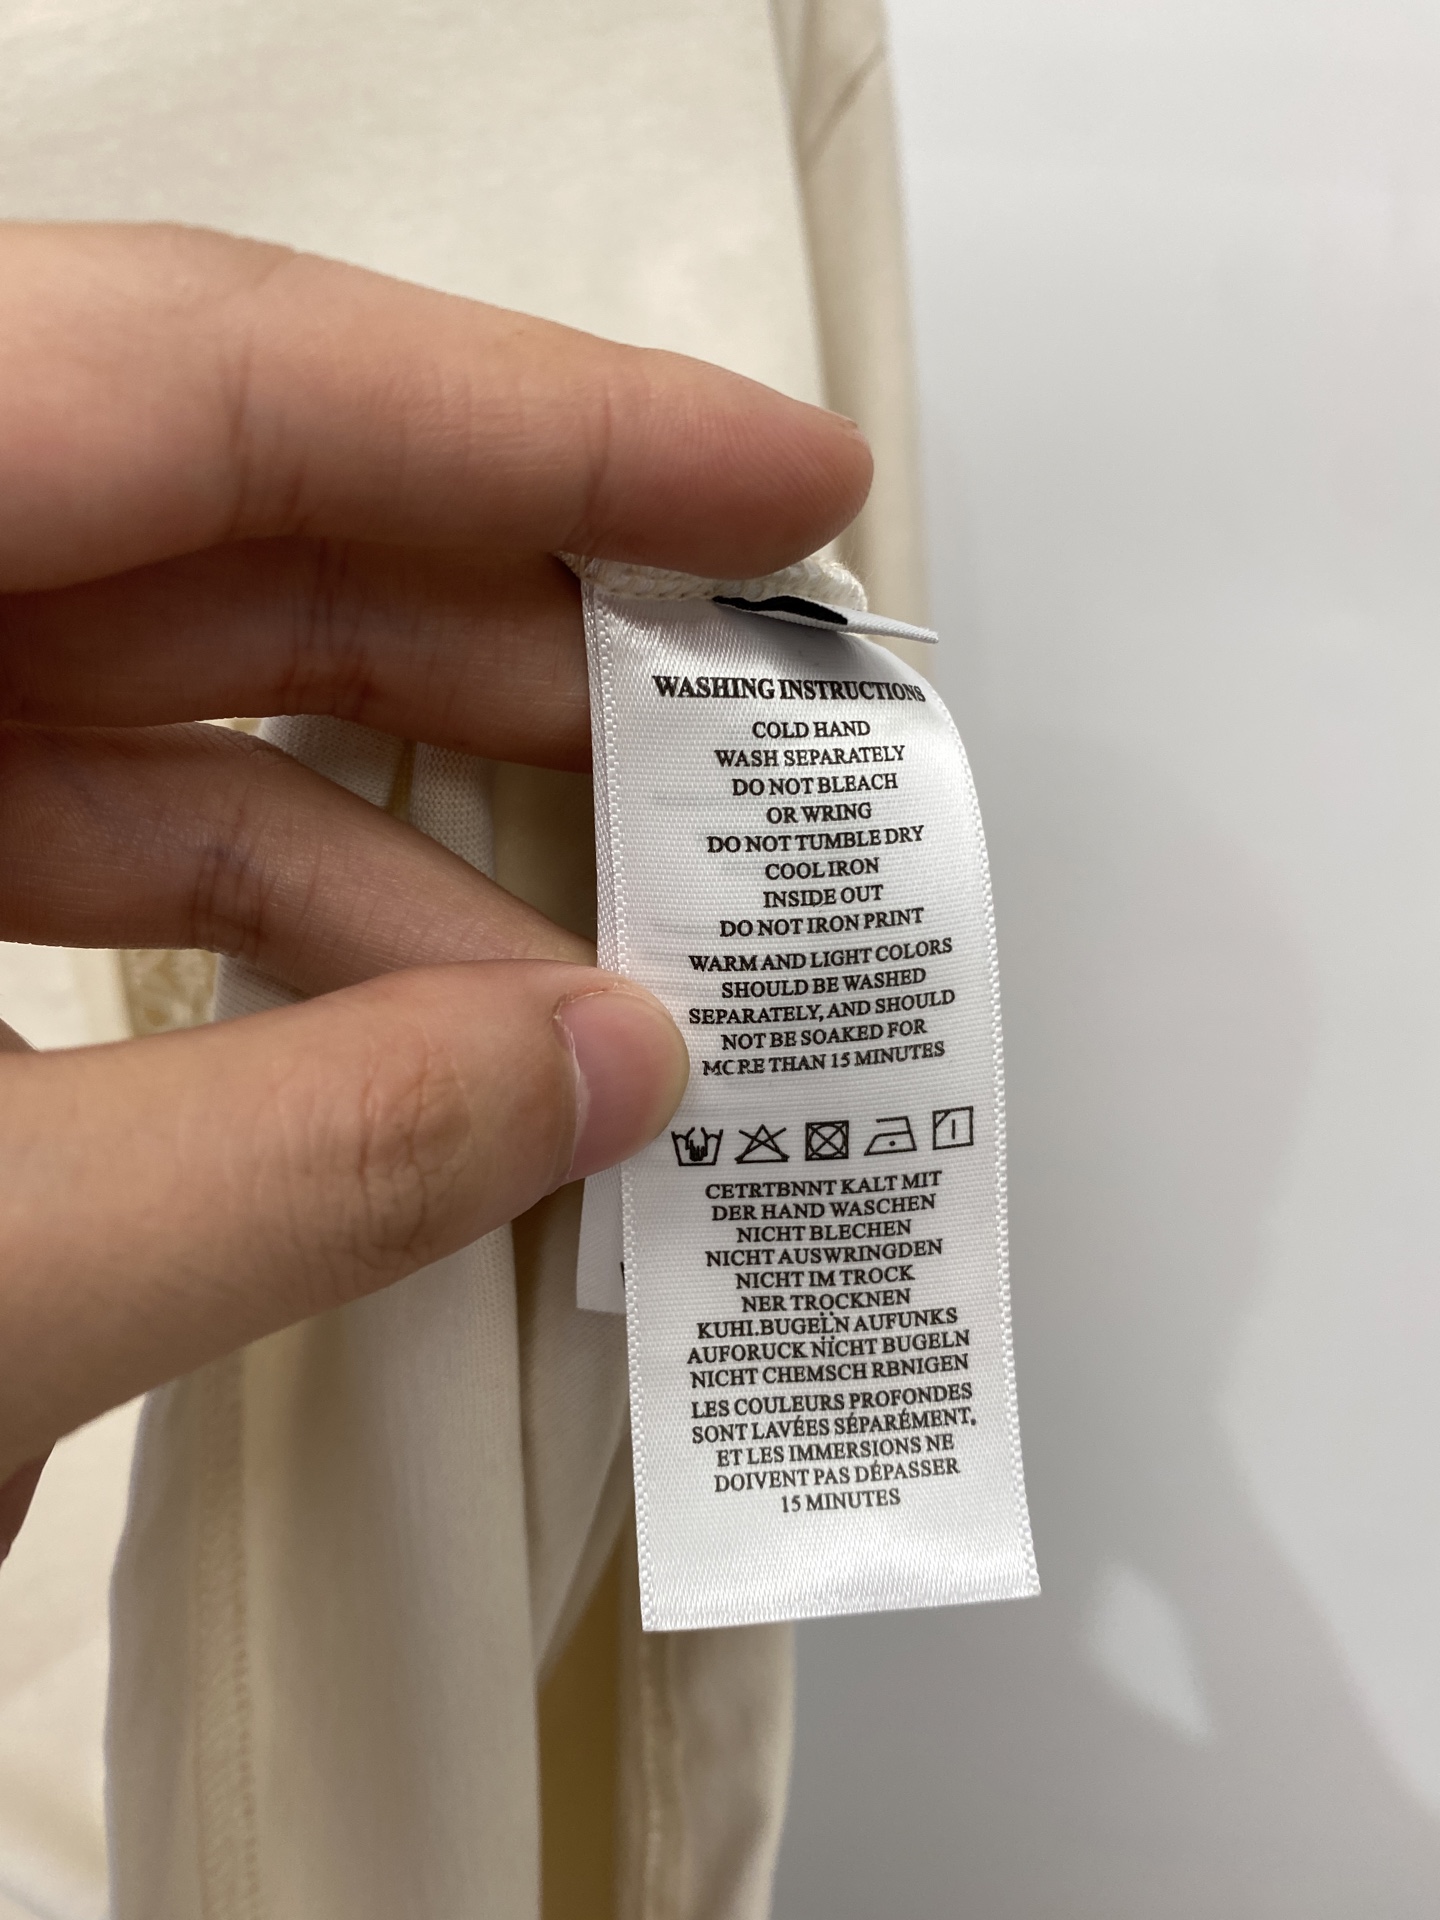 WASHING INSTRUCTIONS
COLD HAND
WASH SEPARATELY
DO NOT BLEACH
OR WRING
DO NOT TUMBLE DRY
COOL IRON
INSIDE OUT
DO NOT IRON PRINT
WARM AND LIGHT COLORS
SHOULD BE WASHED
SEPARATELY, AND SHOULD
NOT BE SOAKED FOR
MORE THAN 15 MINUTES
CETRTBNNT KALT MIT
DER HAND WASCHEN
NICHT BLECHEN
NICHT AUSWRINGDEN
NICHT IM TROCK
NER TROCKNEN
KUHI.BUGELN AUFUNKS
AUFORUCK NICHT BUGELN
NICHT CHEMSCH RBNIGEN
LES COULEURS PROFONDES
SONT LAVÉES SÉPARÉMENT,
ET LES IMMERSIONS NE
DOIVENT PAS DÉPASSER
15 MINUTES